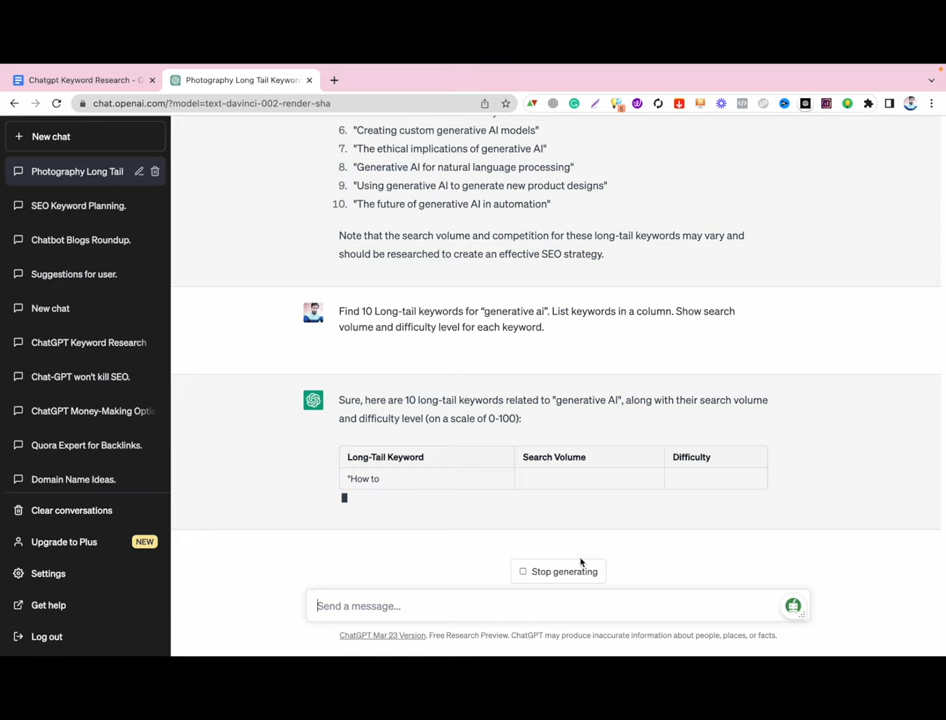 Chatgpt Keyword Research - G
Photography Long Tail Keyword
chat.openai.com/?model=text-davinci-002-render-sha
New chat
Photography Long Tail
SEO Keyword Planning.
Chatbot Blogs Roundup.
Suggestions for user.
New chat
ChatGPT Keyword Research
Chat-GPT won't kill SEO.
ChatGPT Money-Making Optio
Quora Expert for Backlinks.
Domain Name Ideas.
Clear conversations
Upgrade to Plus NEW
Settings
Get help
Log out
6. "Creating custom generative AI models"
7. "The ethical implications of generative AI"
8. "Generative AI for natural language processing"
9. "Using generative AI to generate new product designs"
10. "The future of generative AI in automation"
Note that the search volume and competition for these long-tail keywords may vary and
should be researched to create an effective SEO strategy.
Find 10 Long-tail keywords for “generative ai”. List keywords in a column. Show search
volume and difficulty level for each keyword.
Sure, here are 10 long-tail keywords related to "generative AI", along with their search volume
and difficulty level (on a scale of 0-100):
Long-Tail Keyword Search Volume Difficulty
"How to
Stop generating
Send a message...
ChatGPT Mar 23 Version. Free Research Preview. ChatGPT may produce inaccurate information about people, places, or facts.